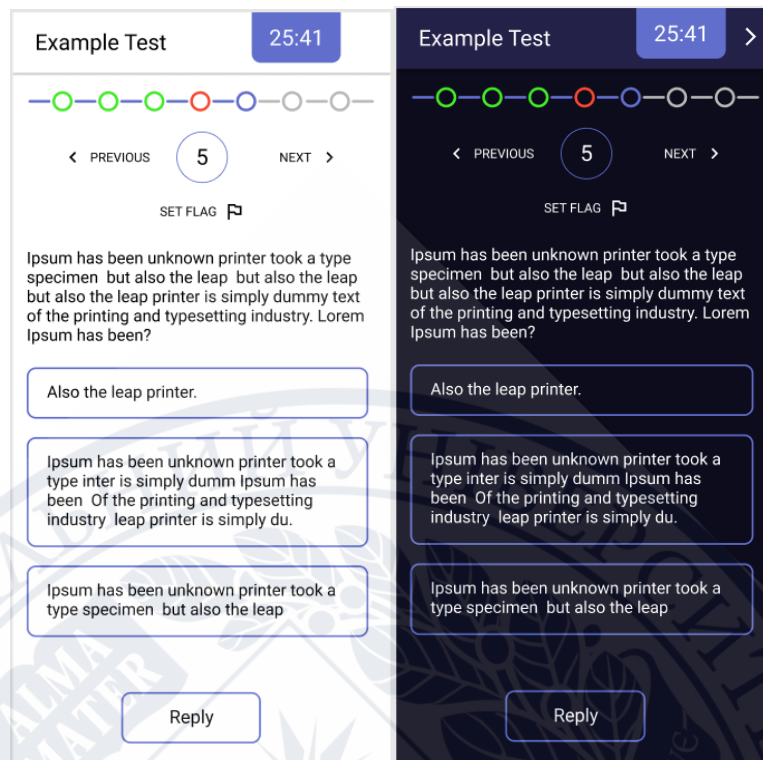 Example Test
25:41
PREVIOUS
5
NEXT
SET FLAG
Ipsum has been unknown printer took a type
specimen but also the leap but also the leap
but also the leap printer is simply dummy text
of the printing and typesetting industry. Lorem
Ipsum has been?
Also the leap printer.
Ipsum has been unknown printer took a
type inter is simply dumm Ipsum has
been Of the printing and typesetting
industry leap printer is simply du.
Ipsum has been unknown printer took a
type specimen but also the leap
Reply
Example Test
25:41
PREVIOUS
5
NEXT
SET FLAG
Ipsum has been unknown printer took a type
specimen but also the leap but also the leap
but also the leap printer is simply dummy text
of the printing and typesetting industry. Lorem
Ipsum has been?
Also the leap printer.
Ipsum has been unknown printer took a
type inter is simply dumm Ipsum has
been Of the printing and typesetting
industry leap printer is simply du.
Ipsum has been unknown printer took a
type specimen but also the leap
Reply
ALMA
MATER